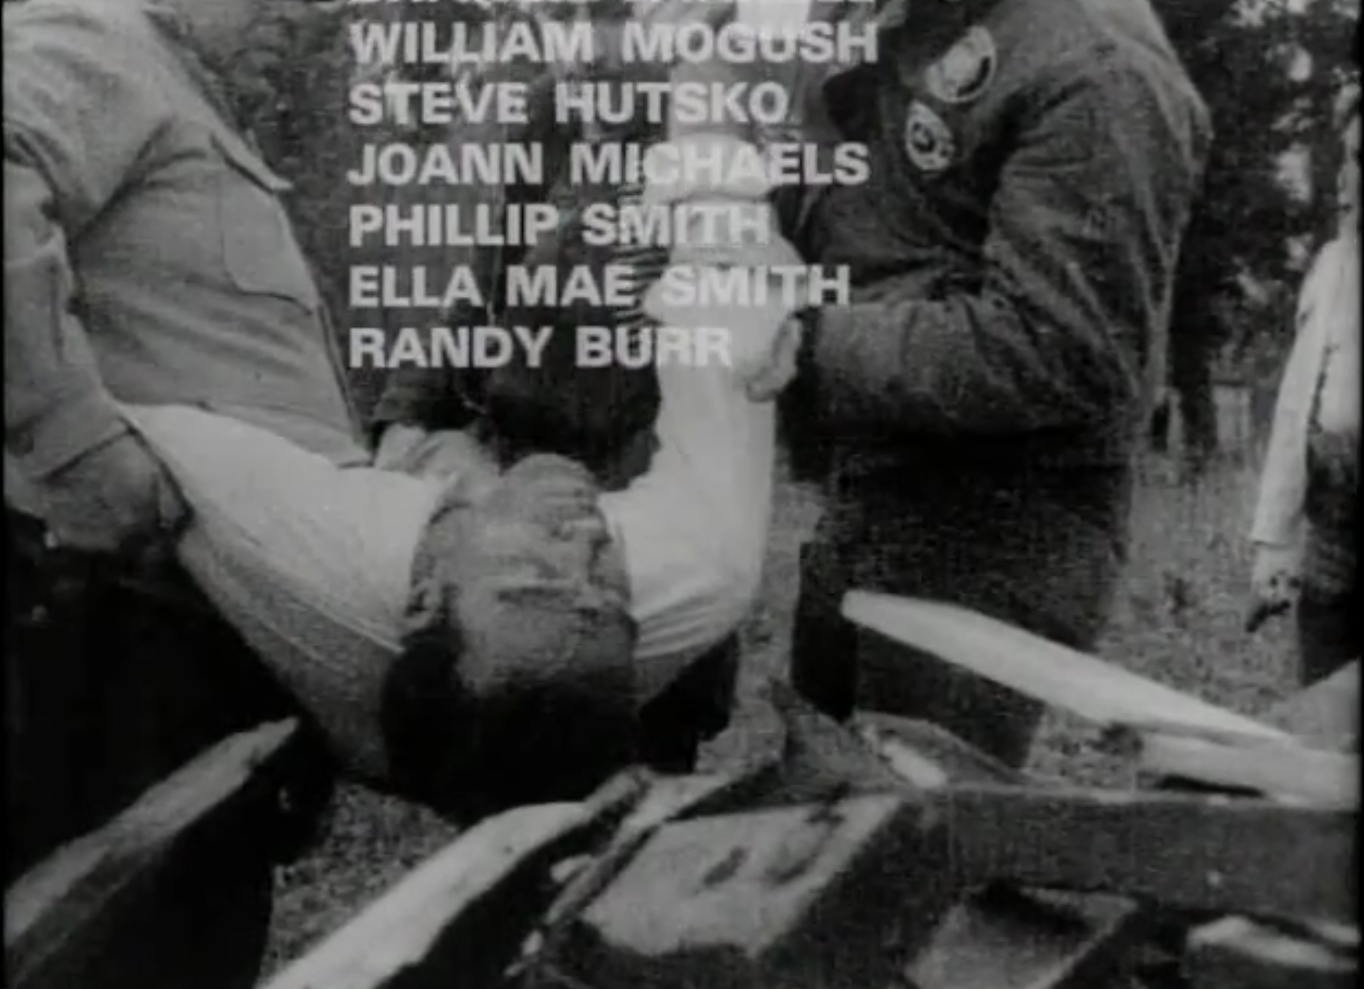 WILLIAM MOGUSH
STEVE HUTSKO
JOANN MICHAELS
PHILLIP SMITH
ELLA MAE SMITH
RANDY BURR